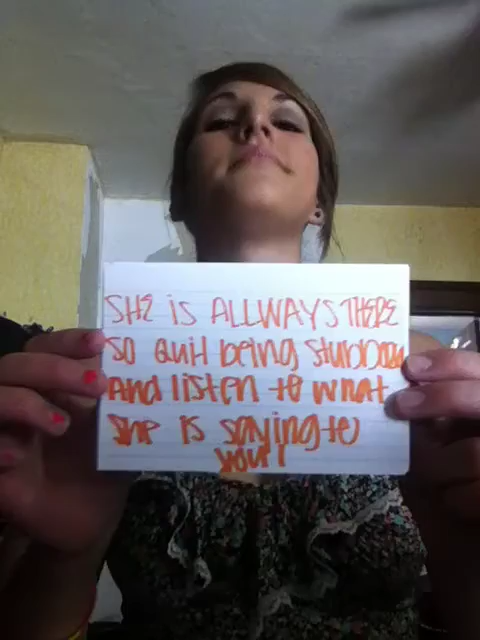 SHE iS ALLWAYS THERE
SO QUit being Stubborn
And listen to what
She is saying to
you!